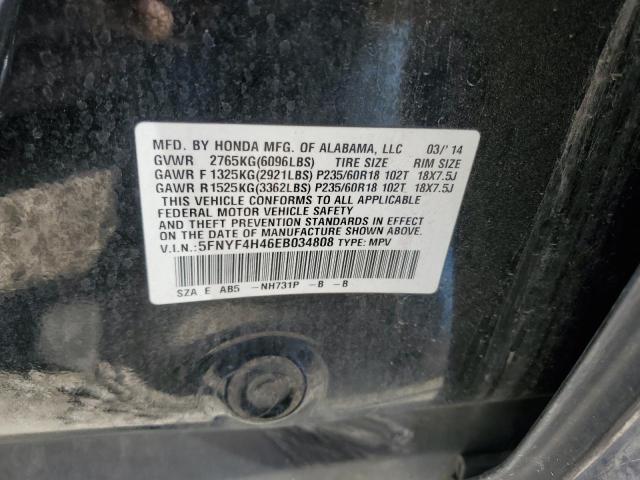 MFD. BY HONDA MFG. OF ALABAMA, LLC 03/'14
GVWR 2765KG(6096LBS) TIRE SIZE RIM SIZE
GAWR F 1325KG(2921LBS) P235/60R18 102T 18X7.5J
GAWR R 1525KG(3362LBS) P235/60R18 102T 18X7.5J
THIS VEHICLE CONFORMS TO ALL APPLICABLE
FEDERAL MOTOR VEHICLE SAFETY
AND THEFT PREVENTION STANDARDS IN EFFECT
ON THE DATE OF MANUFACTURE SHOWN ABOVE.
V.I.N.:5FNYF4H46EB034808 TYPE: MPV
SZA E AB5 -NH731P -B -B